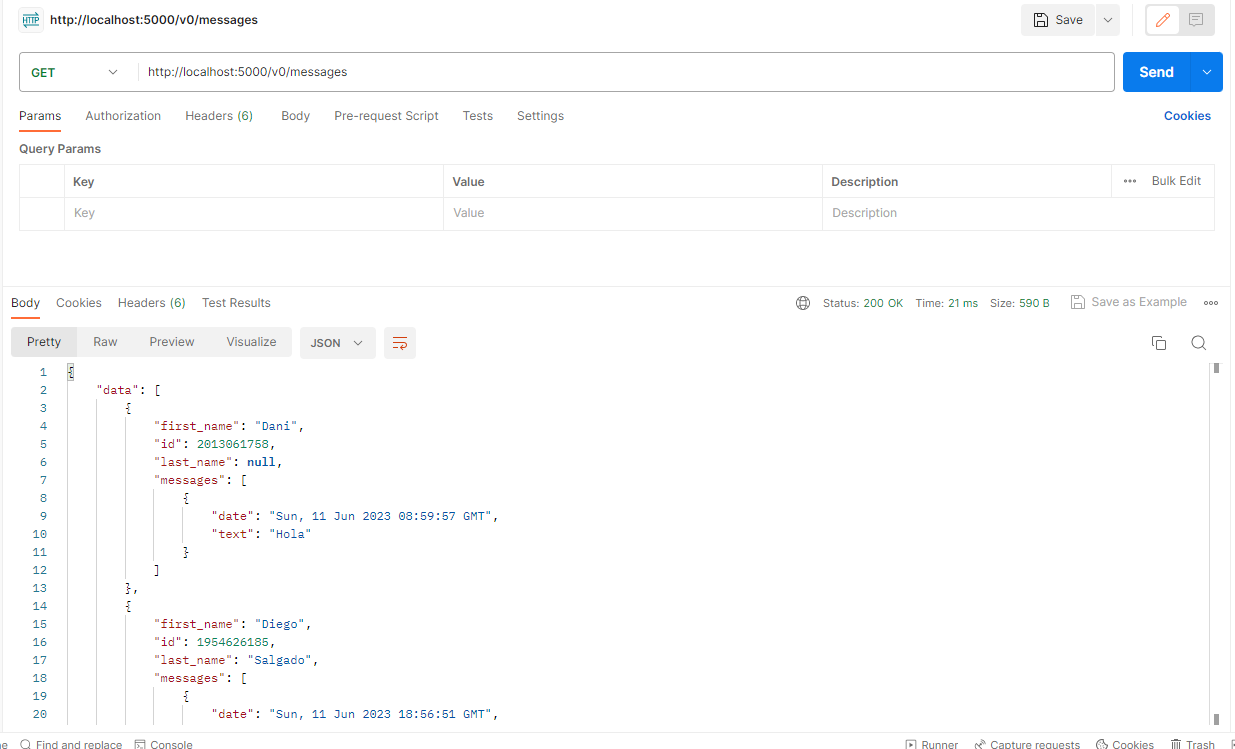 HTTP http://localhost:5000/v0/messages Save
GET http://localhost:5000/v0/messages Send
Params Authorization Headers (6) Body Pre-request Script Tests Settings Cookies
Query Params
Key Value Description ••• Bulk Edit
Key Value Description
Body Cookies Headers (6) Test Results Status: 200 OK Time: 21 ms Size: 590 B Save as Example
Pretty Raw Preview Visualize JSON
1 {
2 "data": [
3 {
4 "first_name": "Dani",
5 "id": 2013061758,
6 "last_name": null,
7 "messages": [
8 {
9 "date": "Sun, 11 Jun 2023 08:59:57 GMT",
10 "text": "Hola"
11 }
12 ]
13 },
14 {
15 "first_name": "Diego",
16 "id": 1954626185,
17 "last_name": "Salgado",
18 "messages": [
19 {
20 "date": "Sun, 11 Jun 2023 18:56:51 GMT",
Find and replace Console Runner Capture requests Cookies Trash